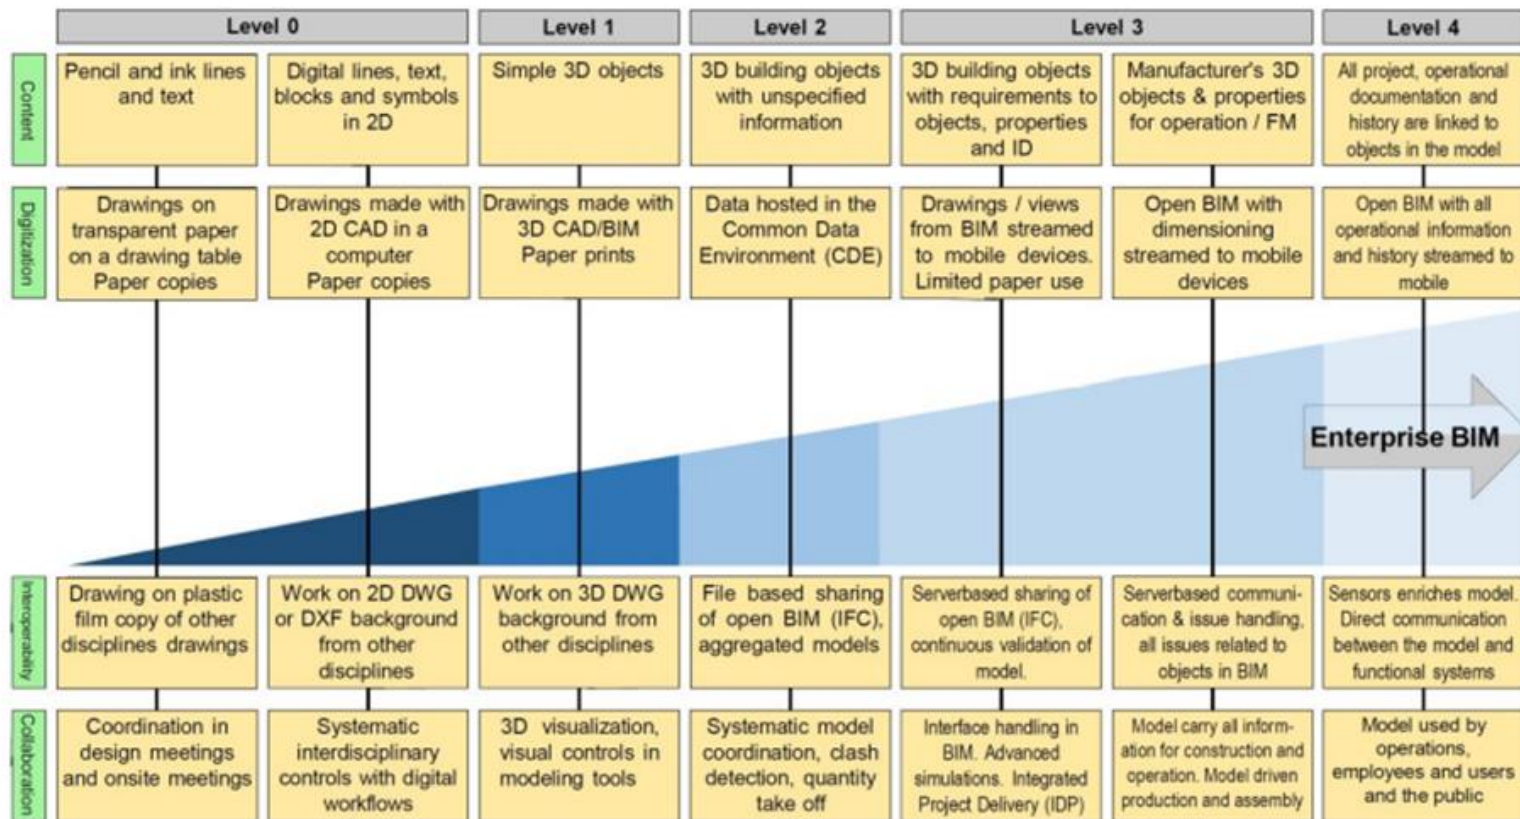 Level 0
Level 1
Level 2
Level 3
Level 4
Content
Pencil and ink lines
and text
Digital lines, text,
blocks and symbols
in 2D
Simple 3D objects
3D building objects
with unspecified
information
3D building objects
with requirements to
objects, properties
and ID
Manufacturer's 3D
objects & properties
for operation / FM
All project, operational
documentation and
history are linked to
objects in the model
Digitization
Drawings on
transparent paper
on a drawing table
Paper copies
Drawings made with
2D CAD in a
computer
Paper copies
Drawings made with
3D CAD/BIM
Paper prints
Data hosted in the
Common Data
Environment (CDE)
Drawings / views
from BIM streamed
to mobile devices.
Limited paper use
Open BIM with
dimensioning
streamed to mobile
devices
Open BIM with all
operational information
and history streamed to
mobile
Enterprise BIM
Interoperability
Drawing on plastic
film copy of other
disciplines drawings
Work on 2D DWG
or DXF background
from other
disciplines
Work on 3D DWG
background from
other disciplines
File based sharing
of open BIM (IFC),
aggregated models
Serverbased sharing of
open BIM (IFC),
continuous validation of
model.
Serverbased communi-
cation & issue handling,
all issues related to
objects in BIM
Sensors enriches model.
Direct communication
between the model and
functional systems
Collaboration
Coordination in
design meetings
and onsite meetings
Systematic
interdisciplinary
controls with digital
workflows
3D visualization,
visual controls in
modeling tools
Systematic model
coordination, clash
detection, quantity
take off
Interface handling in
BIM. Advanced
simulations. Integrated
Project Delivery (IDP)
Model carry all inform-
ation for construction and
operation. Model driven
production and assembly
Model used by
operations,
employees and users
and the public